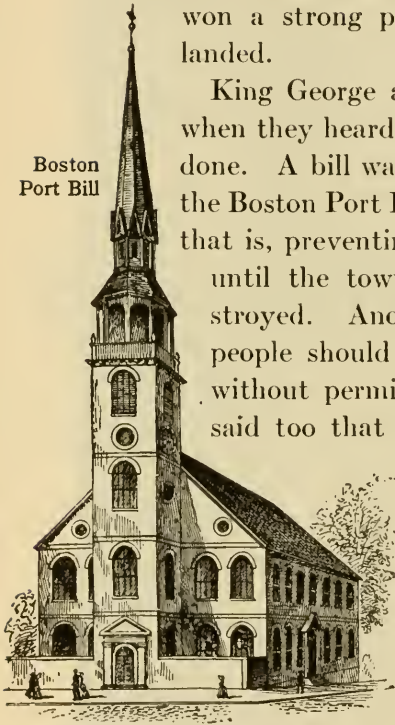 won a strong p
landed.
King George a
when they heard
Boston
Port Bill
done. A bill wa
the Boston Port
that is, preventin
until the tow
stroyed. And
people should
without permi
said too that